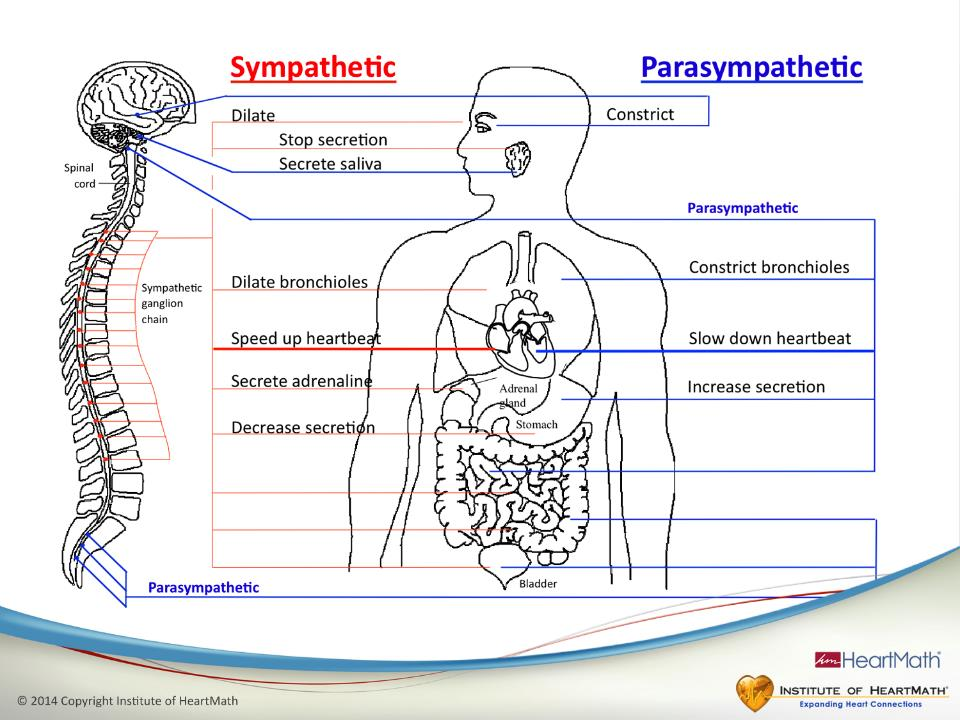 Sympathetic
Parasympathetic
Dilate
Constrict
Stop secretion
Secrete saliva
Spinal
cord
Parasympathetic
Constrict bronchioles
Dilate bronchioles
Sympathetic
ganglion
chain
Speed up heartbeat
Slow down heartbeat
Secrete adrenaline
Increase secretion
Adrenal
gland
Decrease secretion
Stomach
Bladder
Parasympathetic
hm HeartMath®
© 2014 Copyright Institute of HeartMath
INSTITUTE OF HEARTMATH®
Expanding Heart Connections